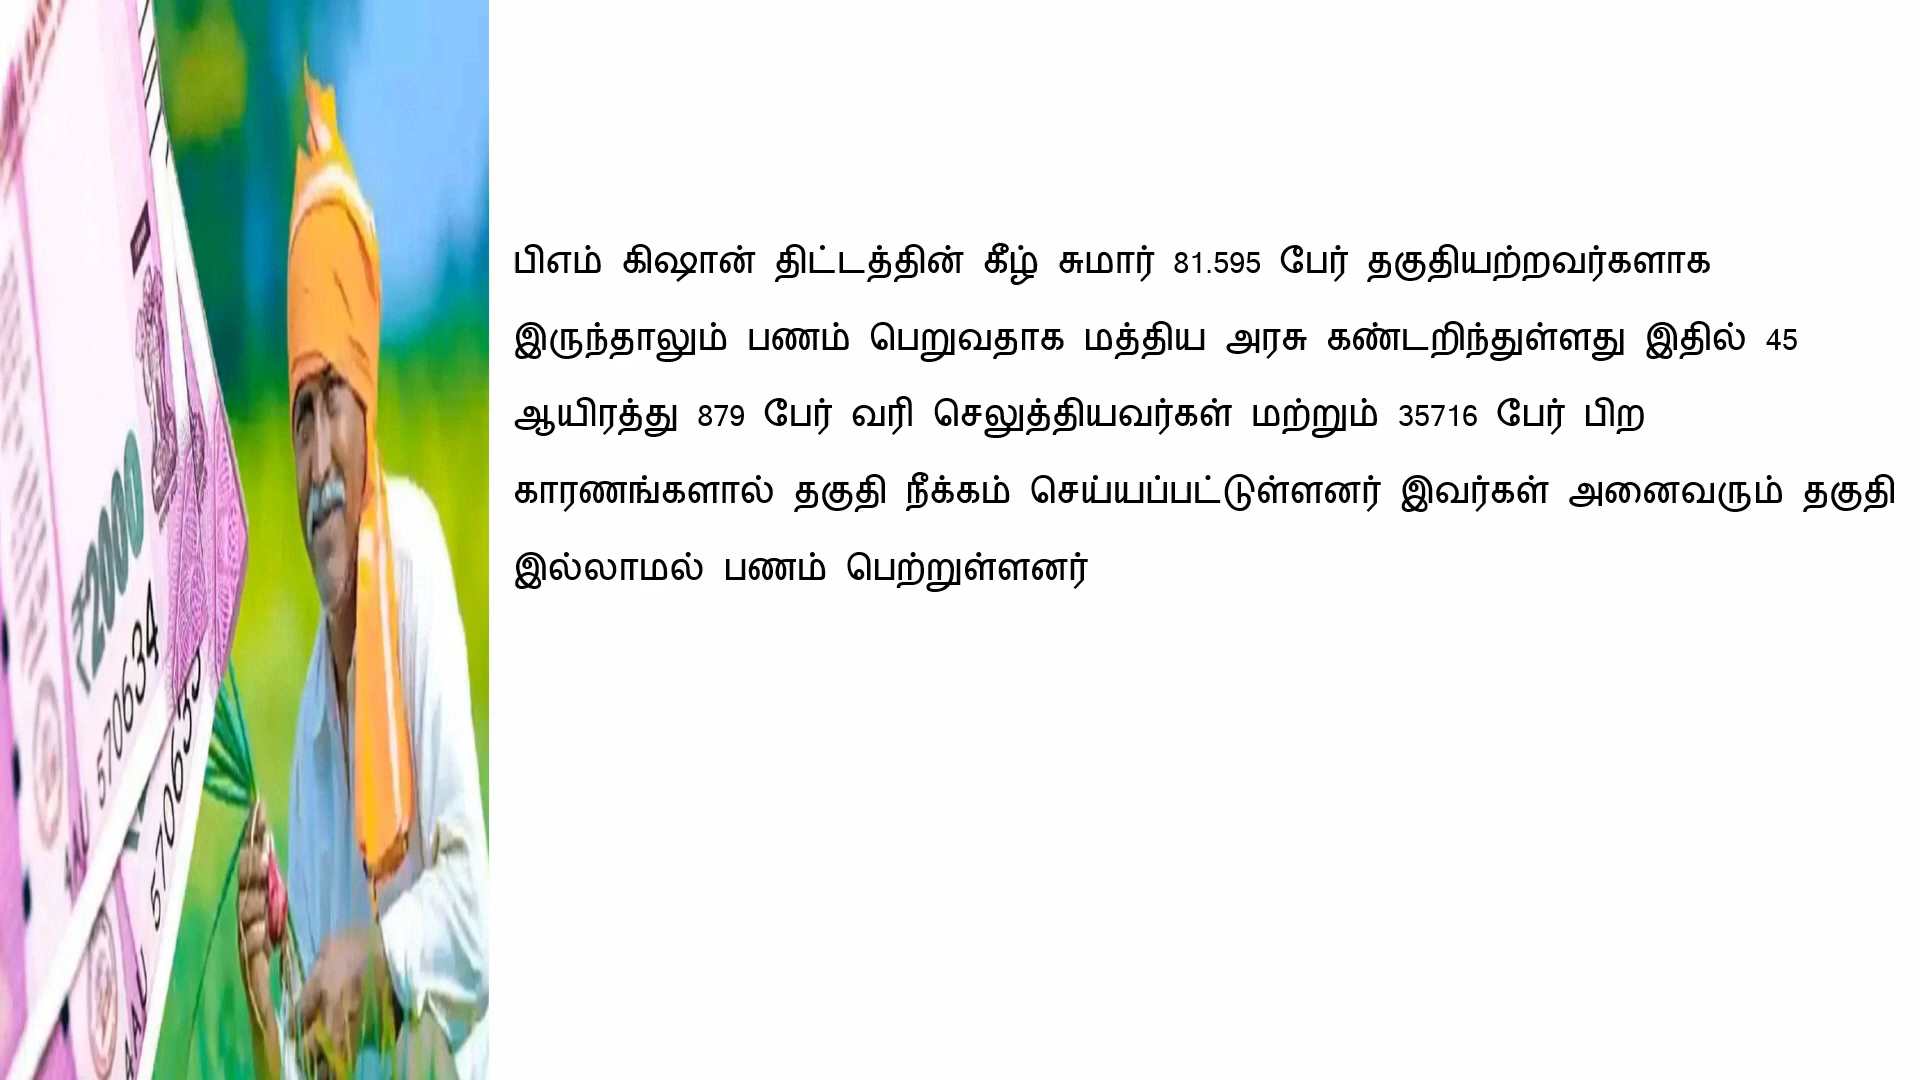 பிஎம் கிஷான் திட்டத்தின் கீழ் சுமார் 81.595 பேர் தகுதியற்றவர்களாக
இருந்தாலும் பணம் பெறுவதாக மத்திய அரசு கண்டறிந்துள்ளது இதில் 45
ஆயிரத்து 879 பேர் வரி செலுத்தியவர்கள் மற்றும் 35716 பேர் பிற
காரணங்களால் தகுதி நீக்கம் செய்யப்பட்டுள்ளனர் இவர்கள் அனைவரும் தகுதி
இல்லாமல் பணம் பெற்றுள்ளனர்
₹2000
570634